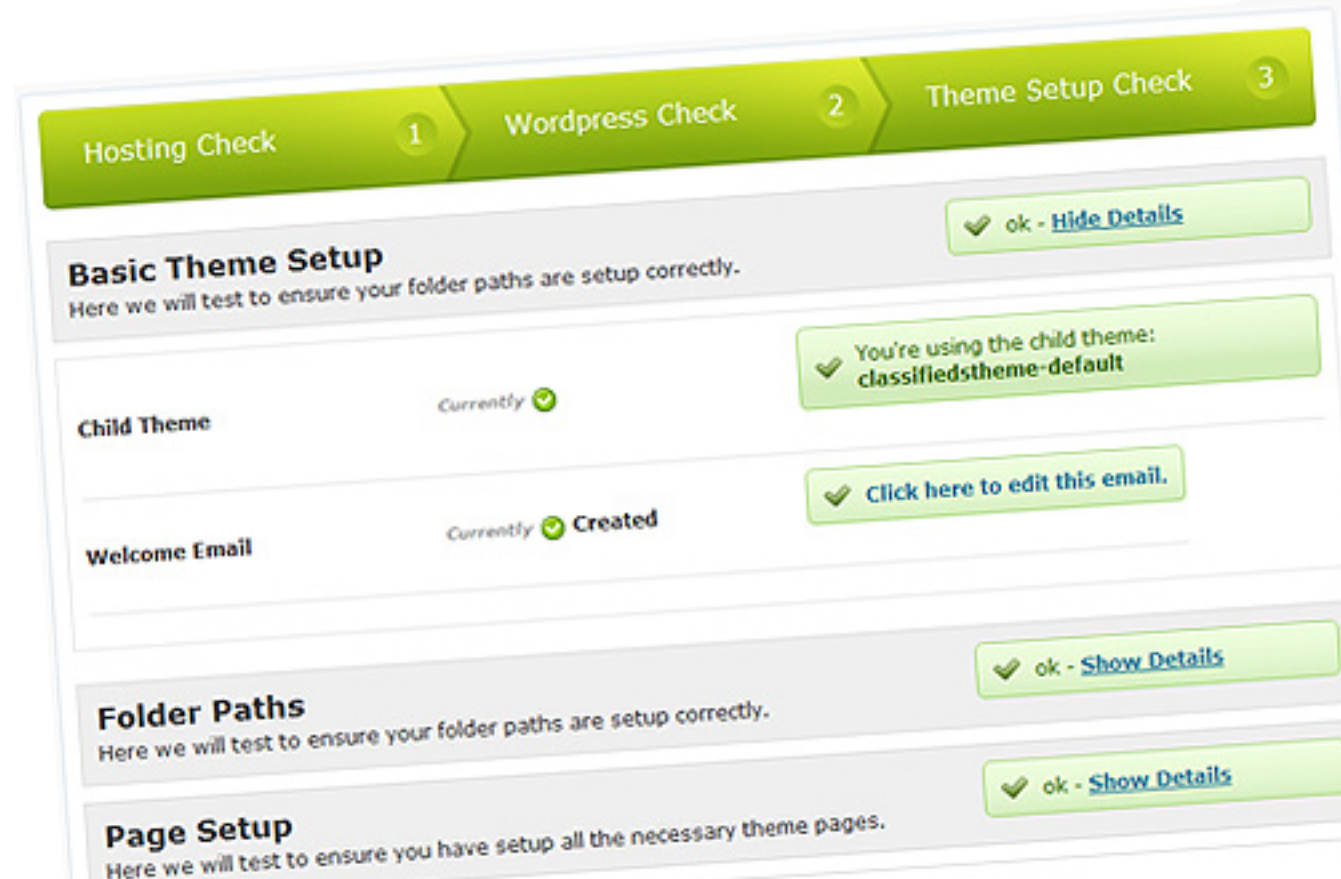 Hosting Check 1 Wordpress Check 2 Theme Setup Check 3
Basic Theme Setup
ok - Hide Details
Here we will test to ensure your folder paths are setup correctly.
Child Theme
Currently
You're using the child theme:
classifiedstheme-default
Welcome Email
Currently Created
Click here to edit this email.
Folder Paths
ok - Show Details
Here we will test to ensure your folder paths are setup correctly.
Page Setup
ok - Show Details
Here we will test to ensure you have setup all the necessary theme pages.